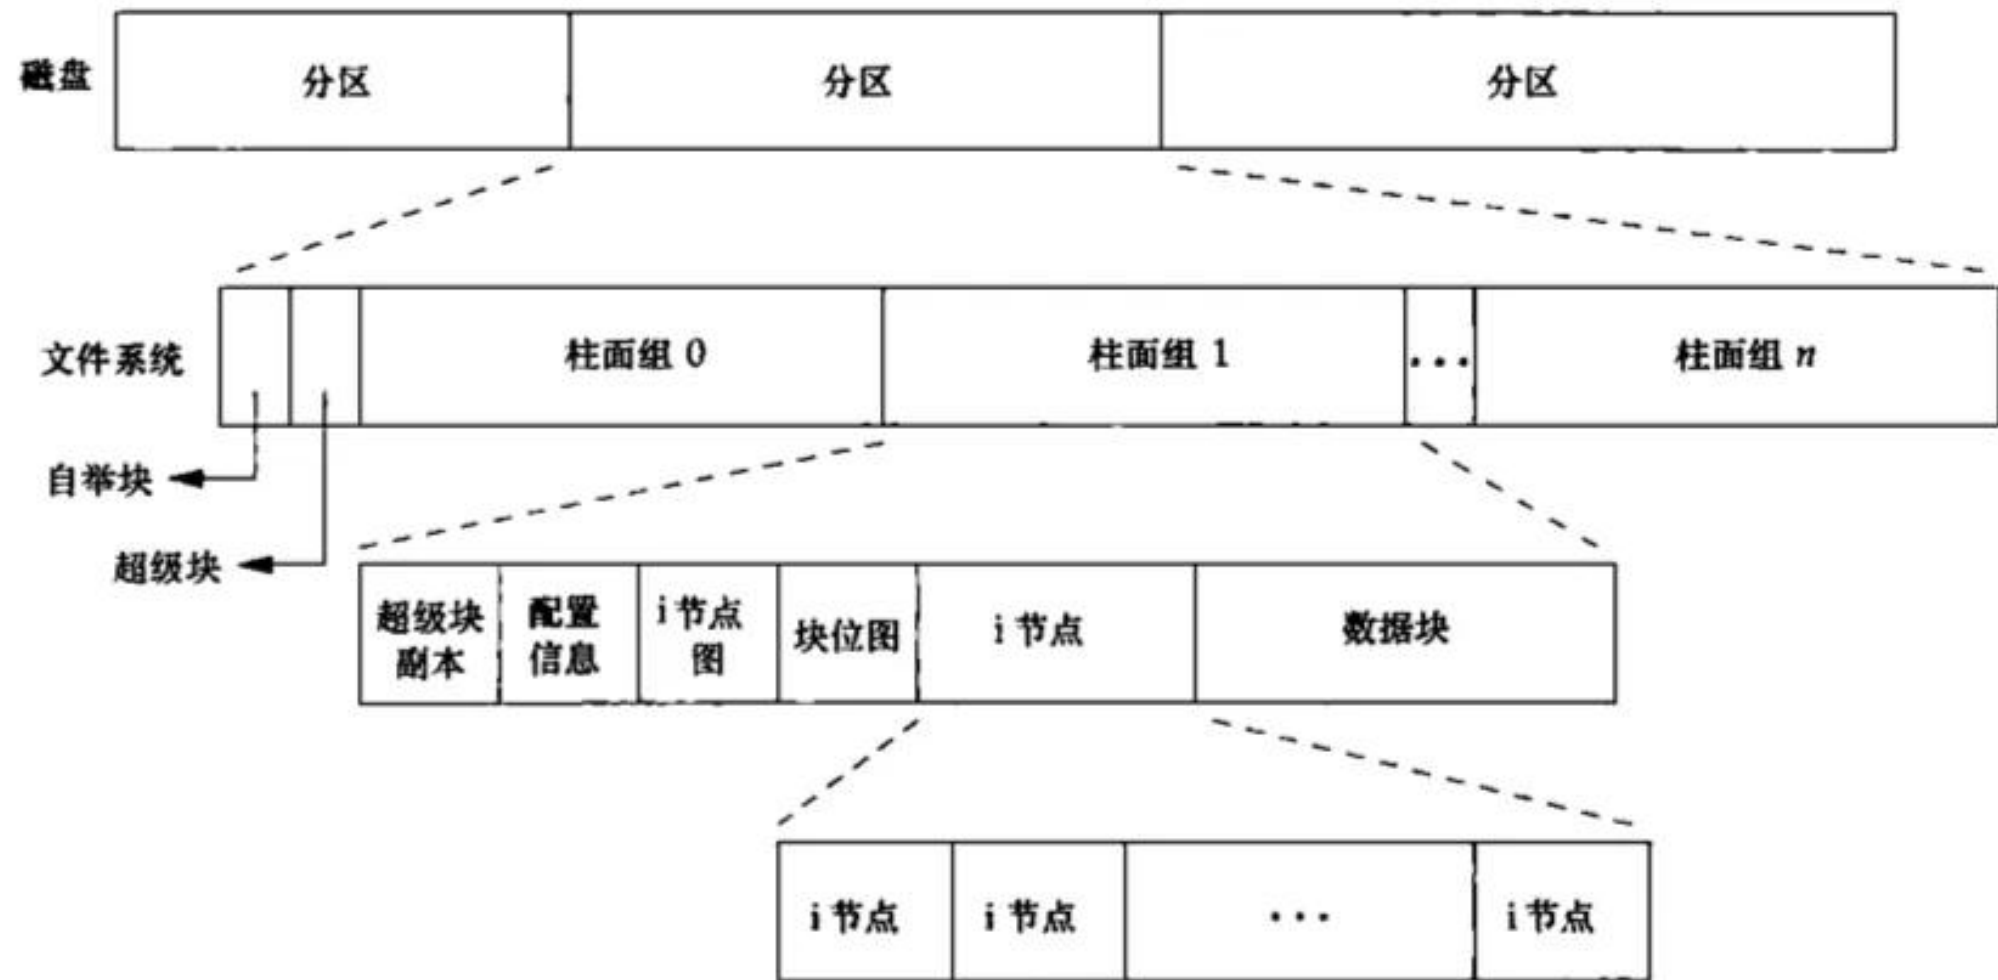 磁盘
分区
分区
分区
文件系统
柱面组 0
柱面组 1
...
柱面组 n
自举块
超级块
超级块
副本
配置
信息
i 节点
图
块位图
i 节点
数据块
i 节点
i 节点
...
i 节点